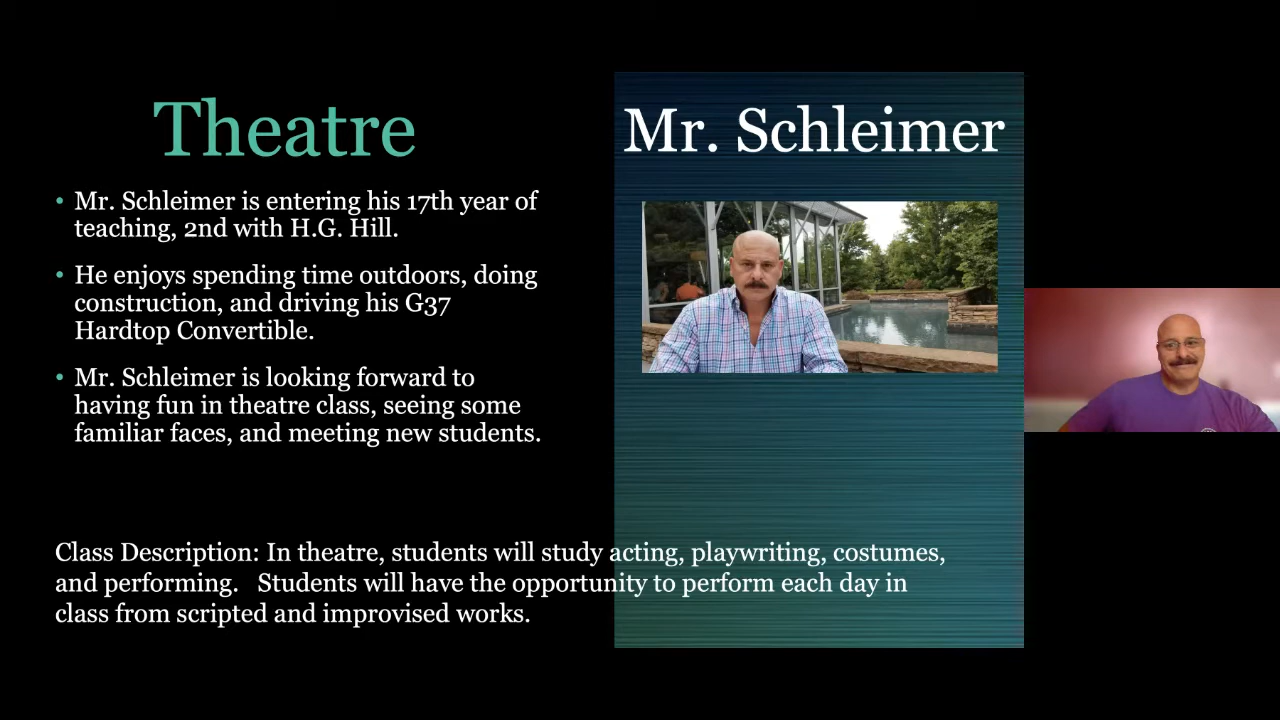 Theatre
Mr. Schleimer
• Mr. Schleimer is entering his 17th year of
teaching, 2nd with H.G. Hill.
• He enjoys spending time outdoors, doing
construction, and driving his G37
Hardtop Convertible.
• Mr. Schleimer is looking forward to
having fun in theatre class, seeing some
familiar faces, and meeting new students.
Class Description: In theatre, students will study acting, playwriting, costumes,
and performing.   Students will have the opportunity to perform each day in
class from scripted and improvised works.